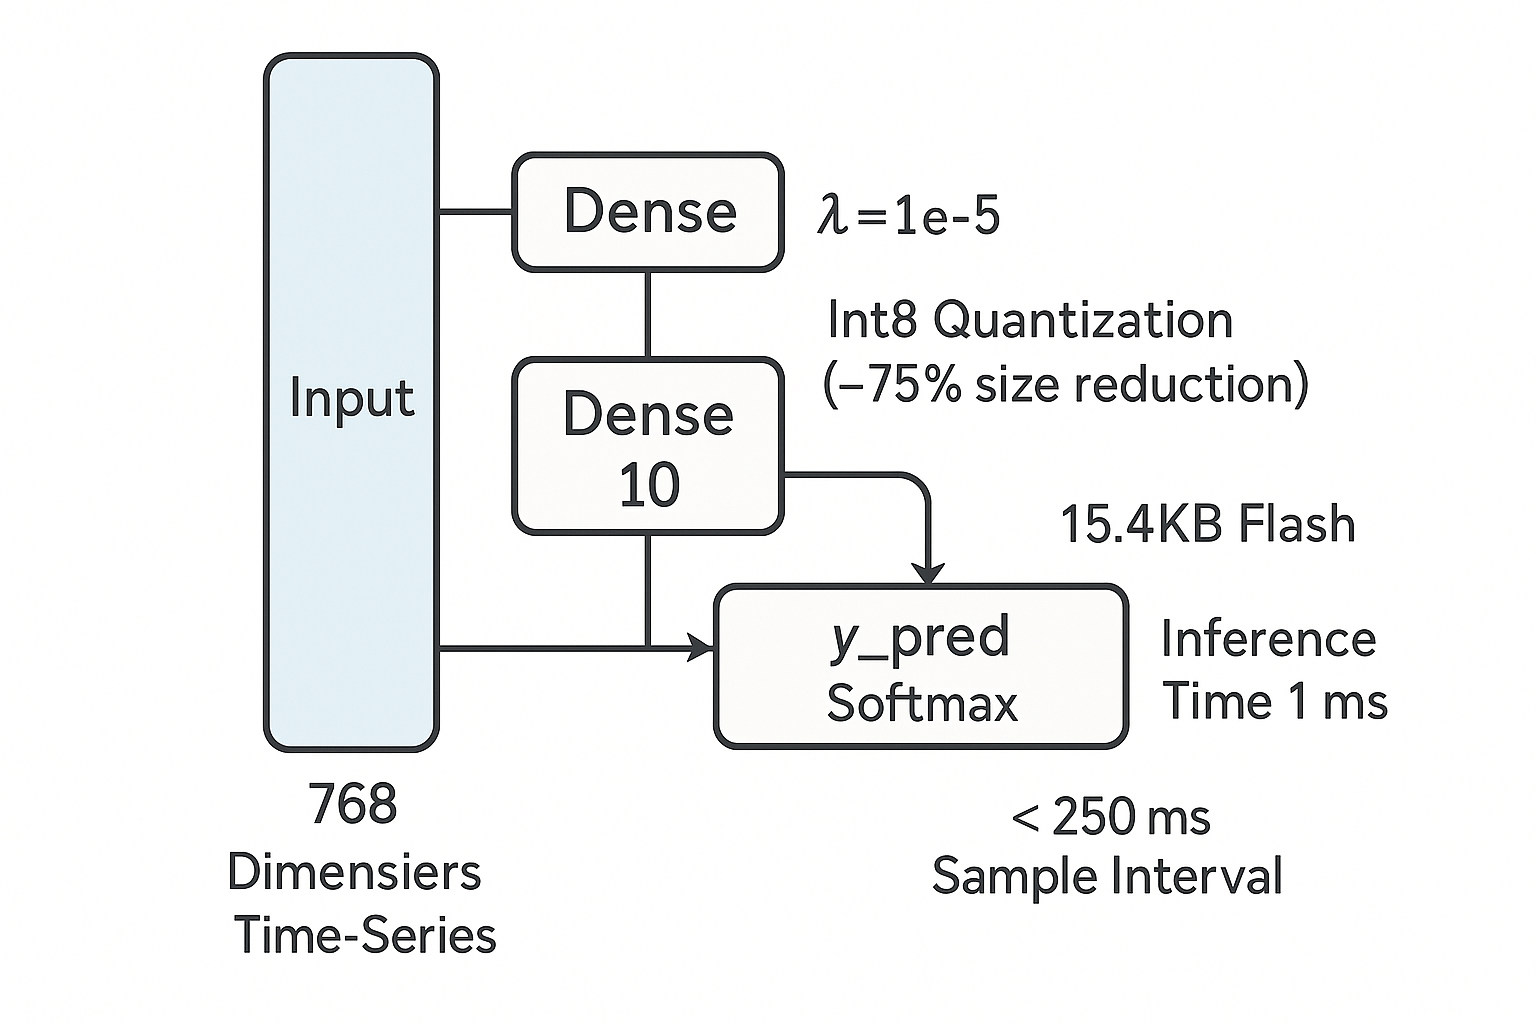 Input
Dense
λ=1e-5
Int8 Quantization
(–75% size reduction)
Dense
10
15.4KB Flash
y_pred
Softmax
Inference
Time 1 ms
768
Dimensiers
Time-Series
< 250 ms
Sample Interval